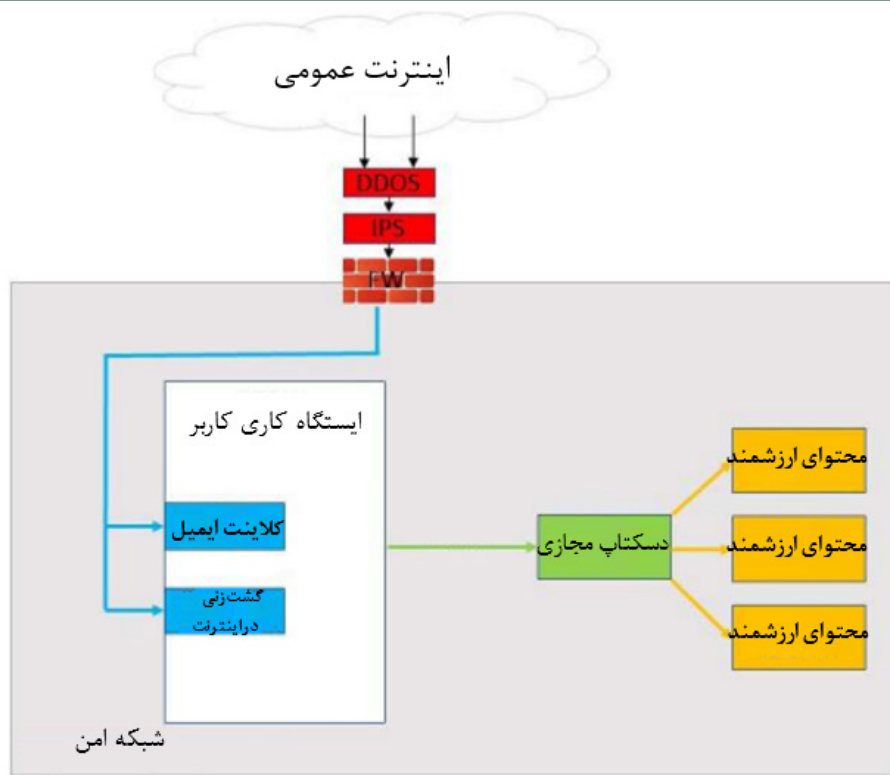 اینترنت عمومی
DDOS
IPS
FW
ایستگاه کاری کاربر
کلاینت ایمیل
گشت‌زنی
دراینترنت
دسکتاپ مجازی
محتوای ارزشمند
محتوای ارزشمند
محتوای ارزشمند
شبکه امن